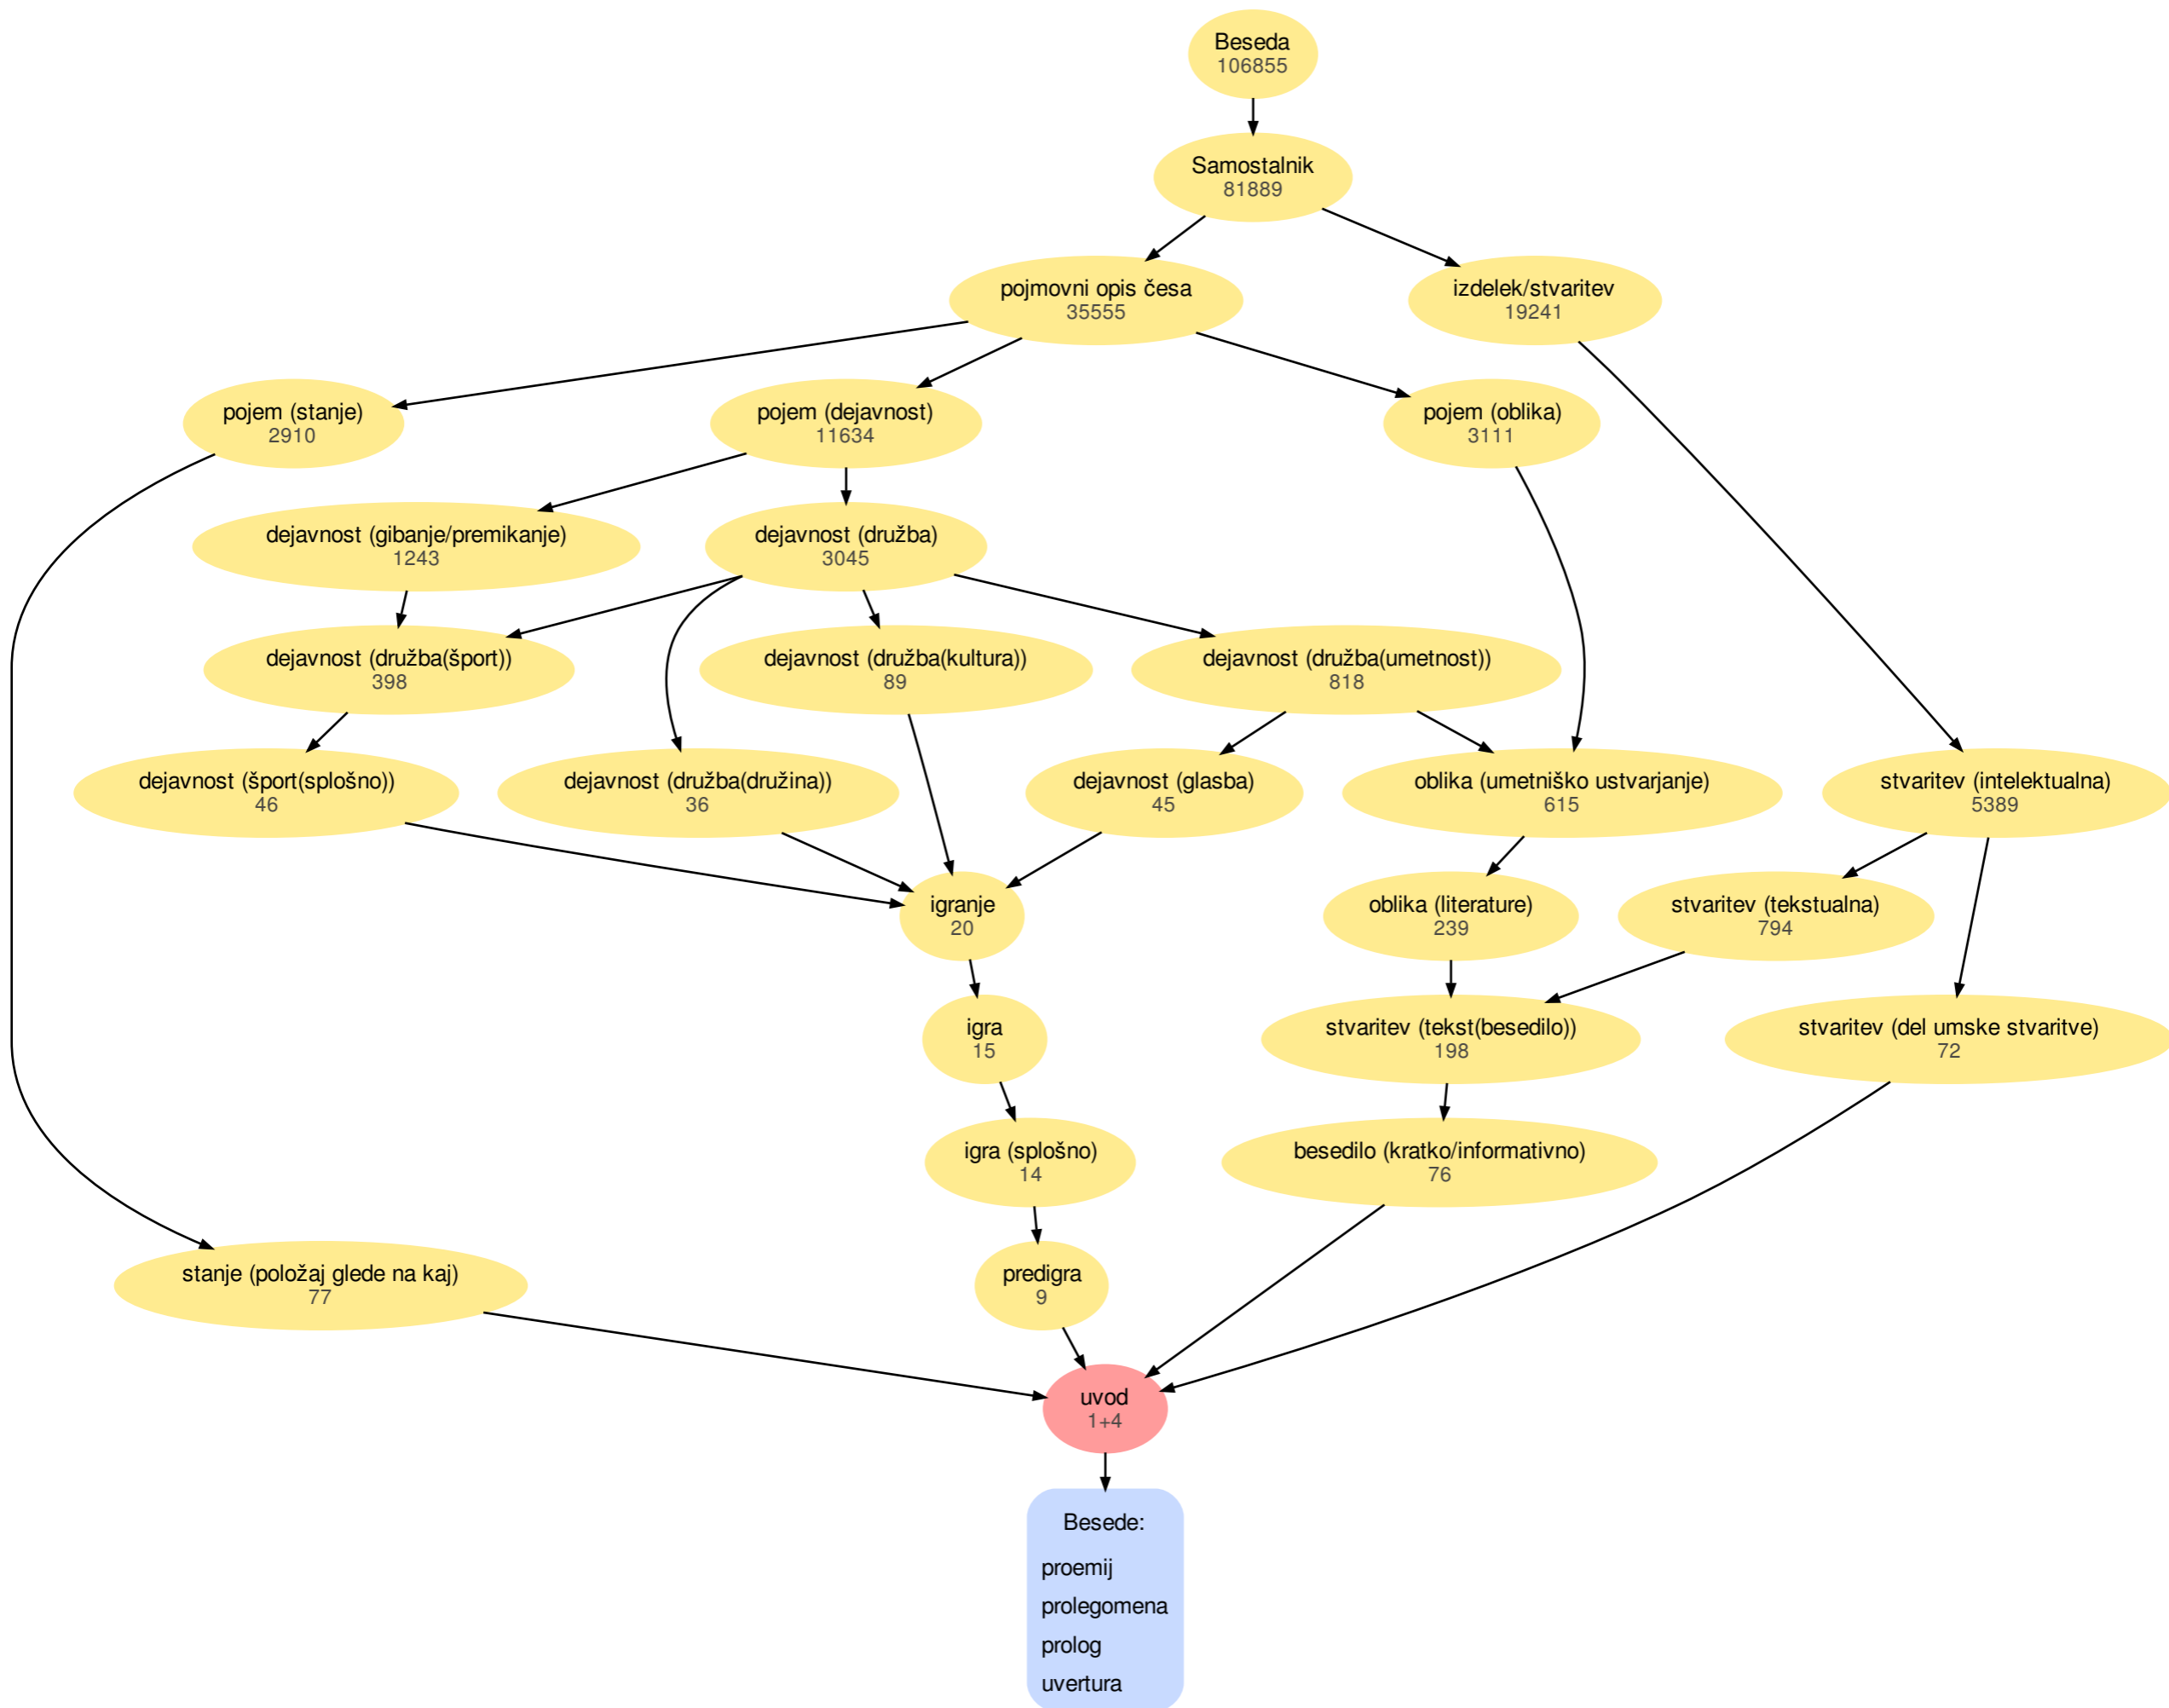 Beseda
106855
Samostalnik
81889
pojmovni opis česa
35555
izdelek/stvaritev
19241
pojem (stanje)
2910
pojem (dejavnost)
11634
pojem (oblika)
3111
dejavnost (gibanje/premikanje)
1243
dejavnost (družba)
3045
dejavnost (družba(šport))
398
dejavnost (družba(kultura))
89
dejavnost (družba(umetnost))
818
dejavnost (šport(splošno))
46
dejavnost (družba(družina))
36
dejavnost (glasba)
45
oblika (umetniško ustvarjanje)
615
stvaritev (intelektualna)
5389
igranje
20
oblika (literature)
239
stvaritev (tekstualna)
794
igra
15
stvaritev (tekst(besedilo))
198
stvaritev (del umske stvaritve)
72
igra (splošno)
14
besedilo (kratko/informativno)
76
stanje (položaj glede na kaj)
77
predigra
9
uvod
1+4
Besede:
proemij
prolegomena
prolog
uvertura